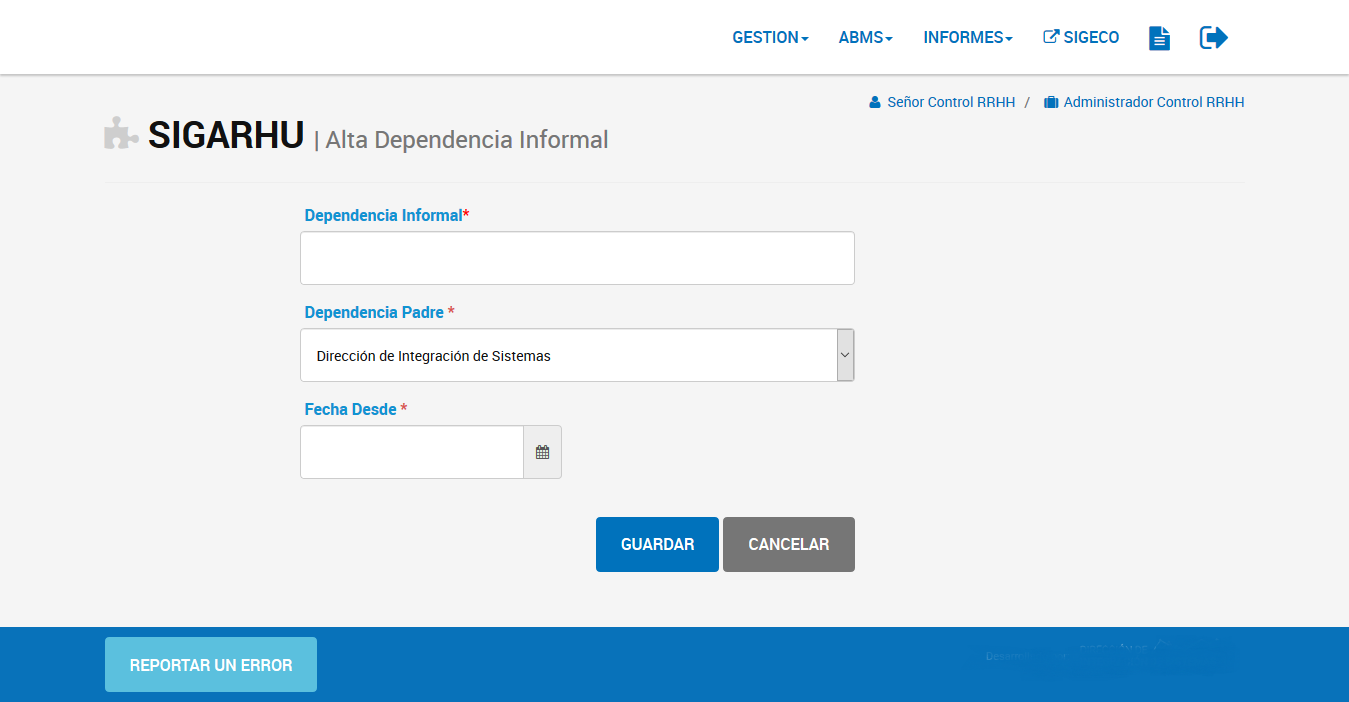 GESTION ABMS INFORMES SIGECO
Señor Control RRHH / Administrador Control RRHH
SIGARHU | Alta Dependencia Informal
Dependencia Informal*
Dependencia Padre *
Dirección de Integración de Sistemas
Fecha Desde *
GUARDAR CANCELAR
REPORTAR UN ERROR